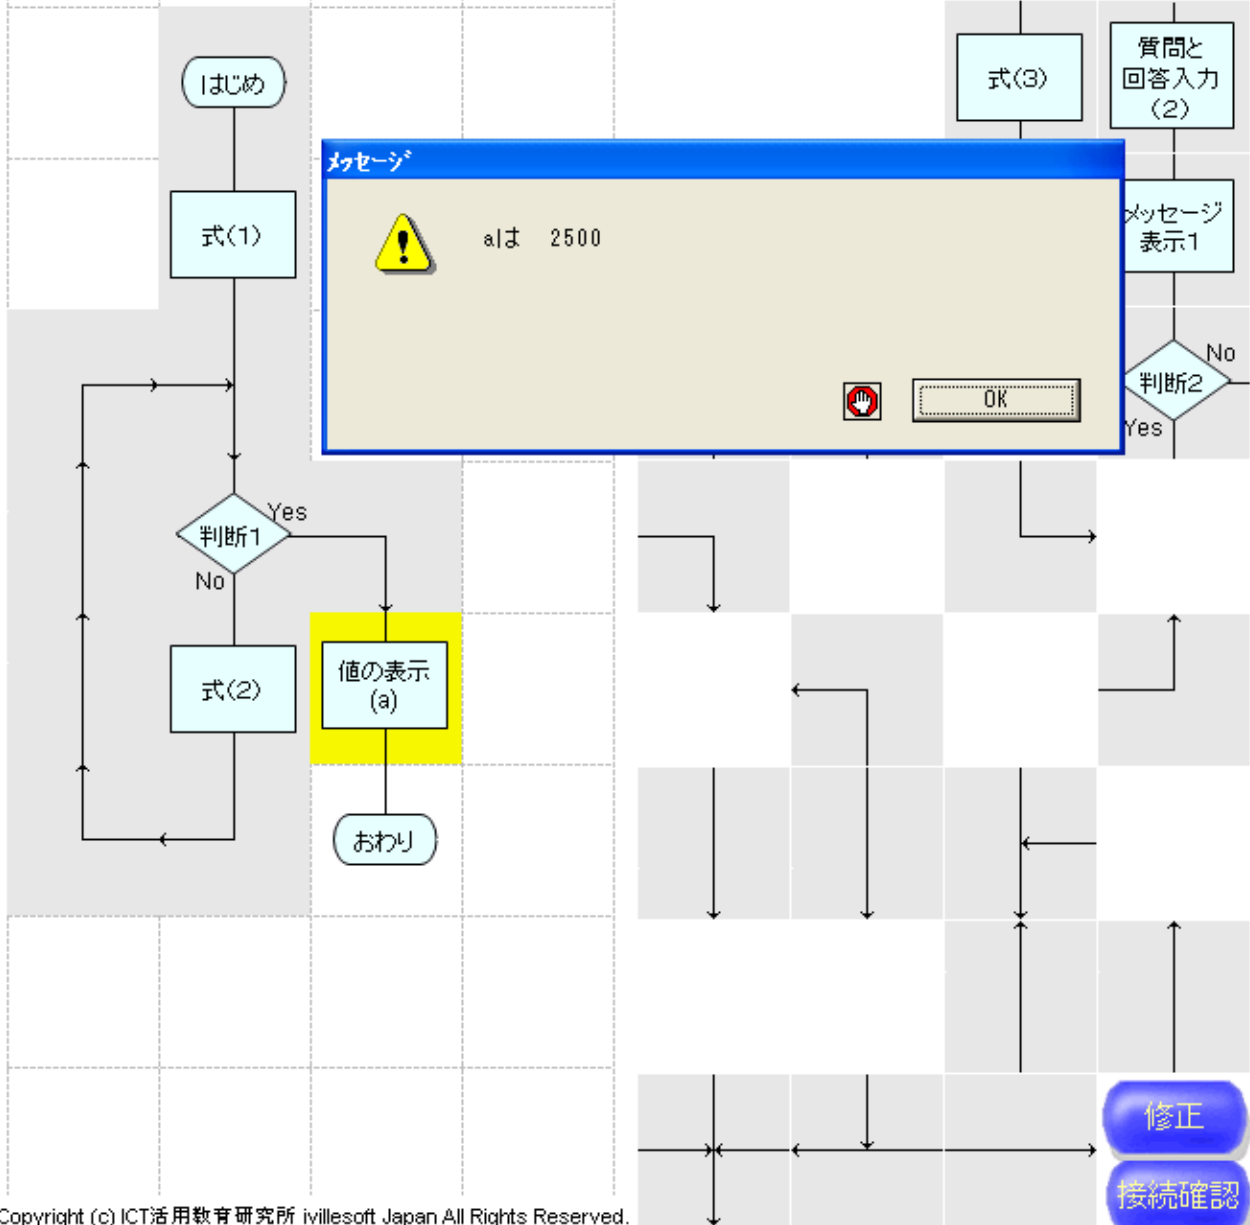 はじめ
式(1)
判断1
Yes
No
式(2)
値の表示
(a)
おわり
メッセージ
aは 2500
OK
式(3)
質問と
回答入力
(2)
メッセージ
表示1
判断2
No
Yes
修正
接続確認
Copyright (c) ICT活用教育研究所 ivillesoft Japan All Rights Reserved.